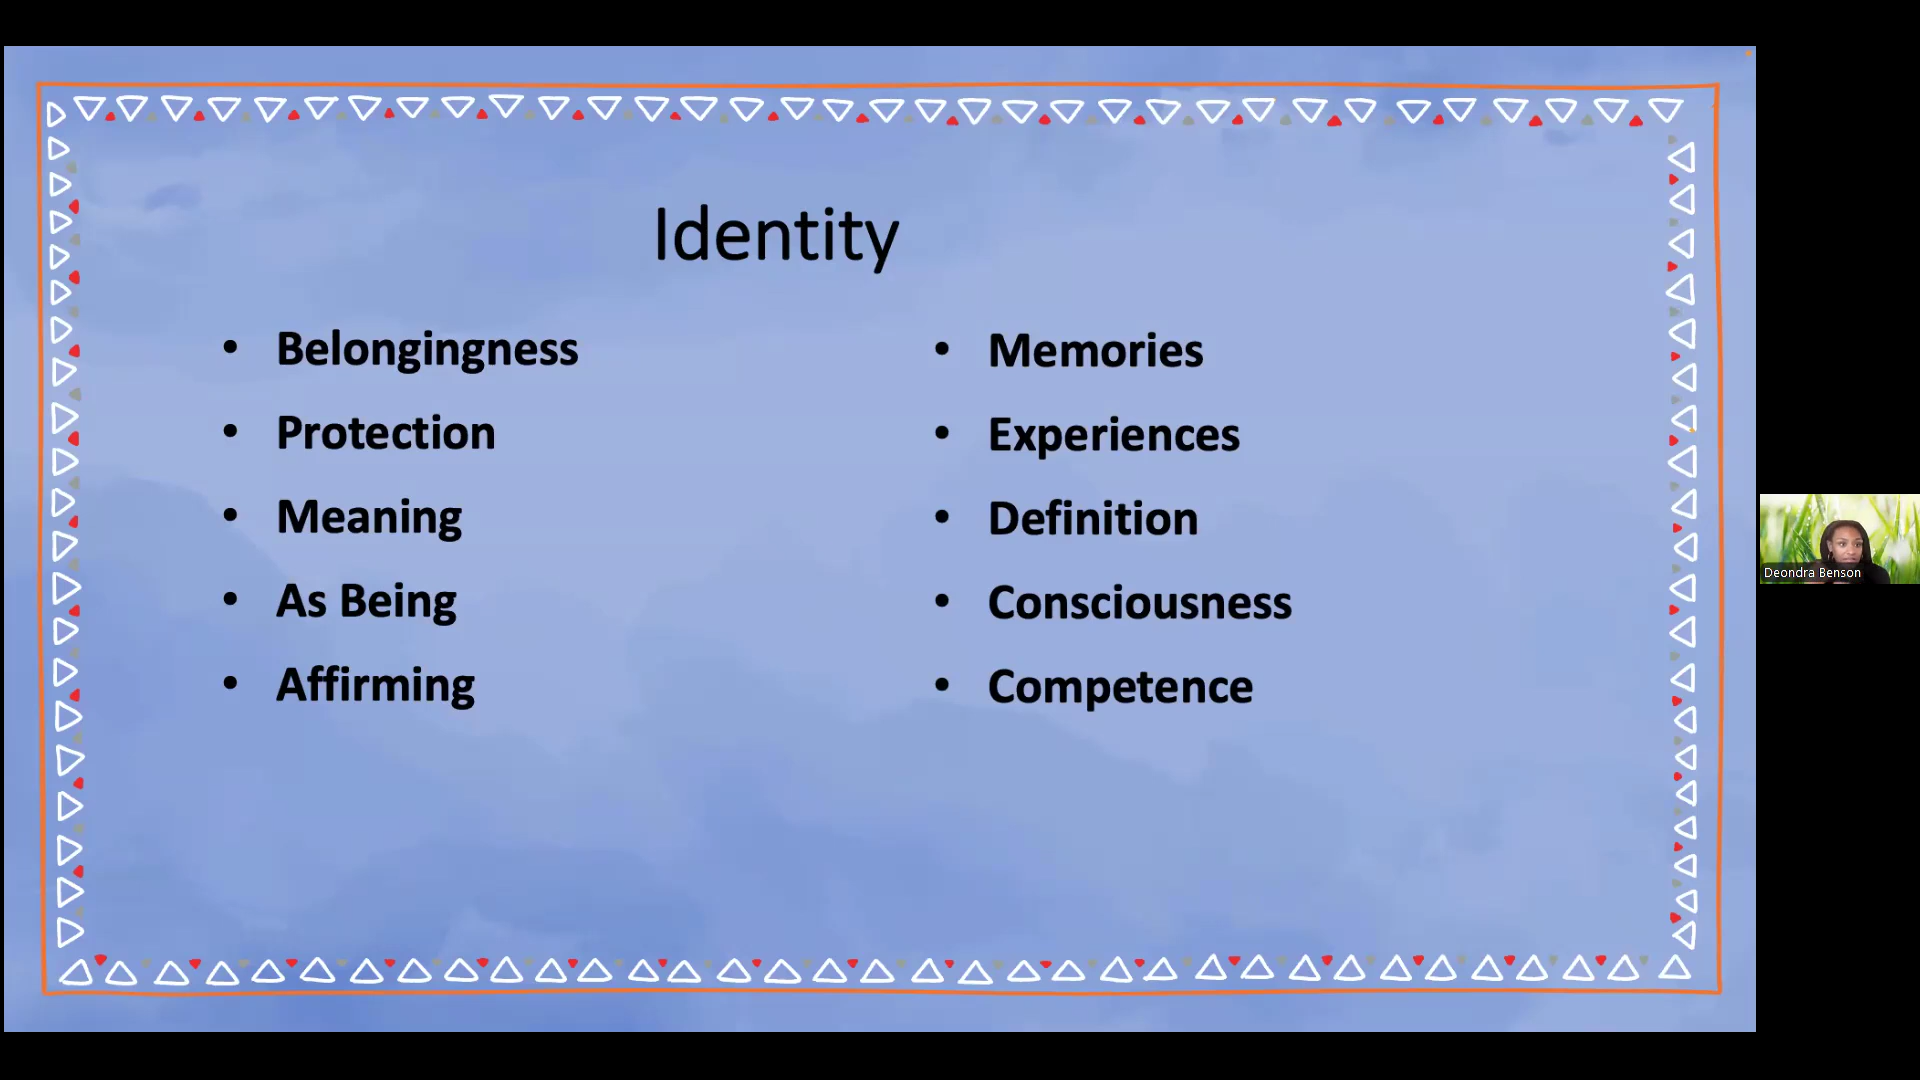 Identity
• Belongingness
• Protection
• Meaning
• As Being
• Affirming
• Memories
• Experiences
• Definition
• Consciousness
• Competence
Deondra Benson